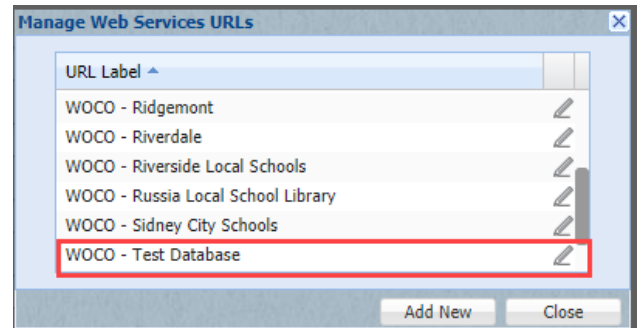 Manage Web Services URLs
URL Label
WOCO - Ridgemont
WOCO - Riverdale
WOCO - Riverside Local Schools
WOCO - Russia Local School Library
WOCO - Sidney City Schools
WOCO - Test Database
Add New Close